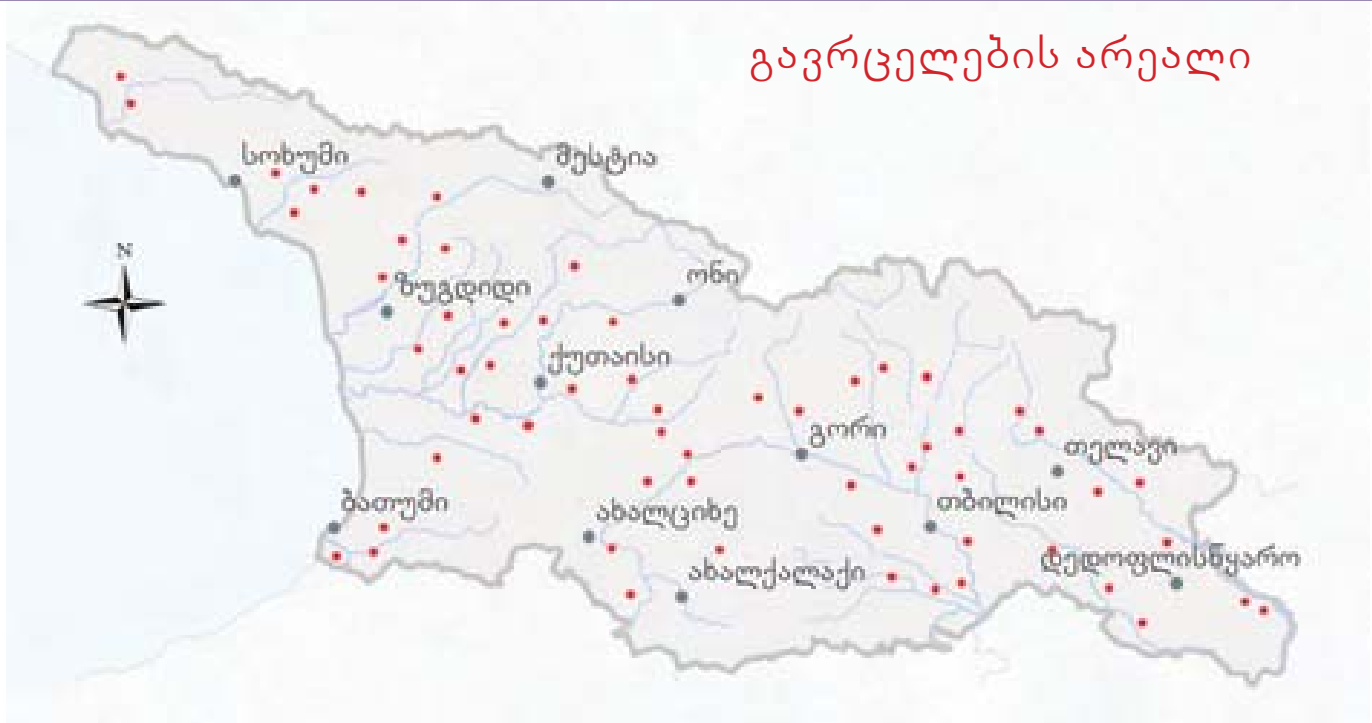 გავრცელების არეალი
სოხუმი
მესტია
N
ონი
ზუგდიდი
ქუთაისი
გორი
თელავი
ბათუმი
ახალციხე
თბილისი
დედოფლისწყარო
ახალქალაქი